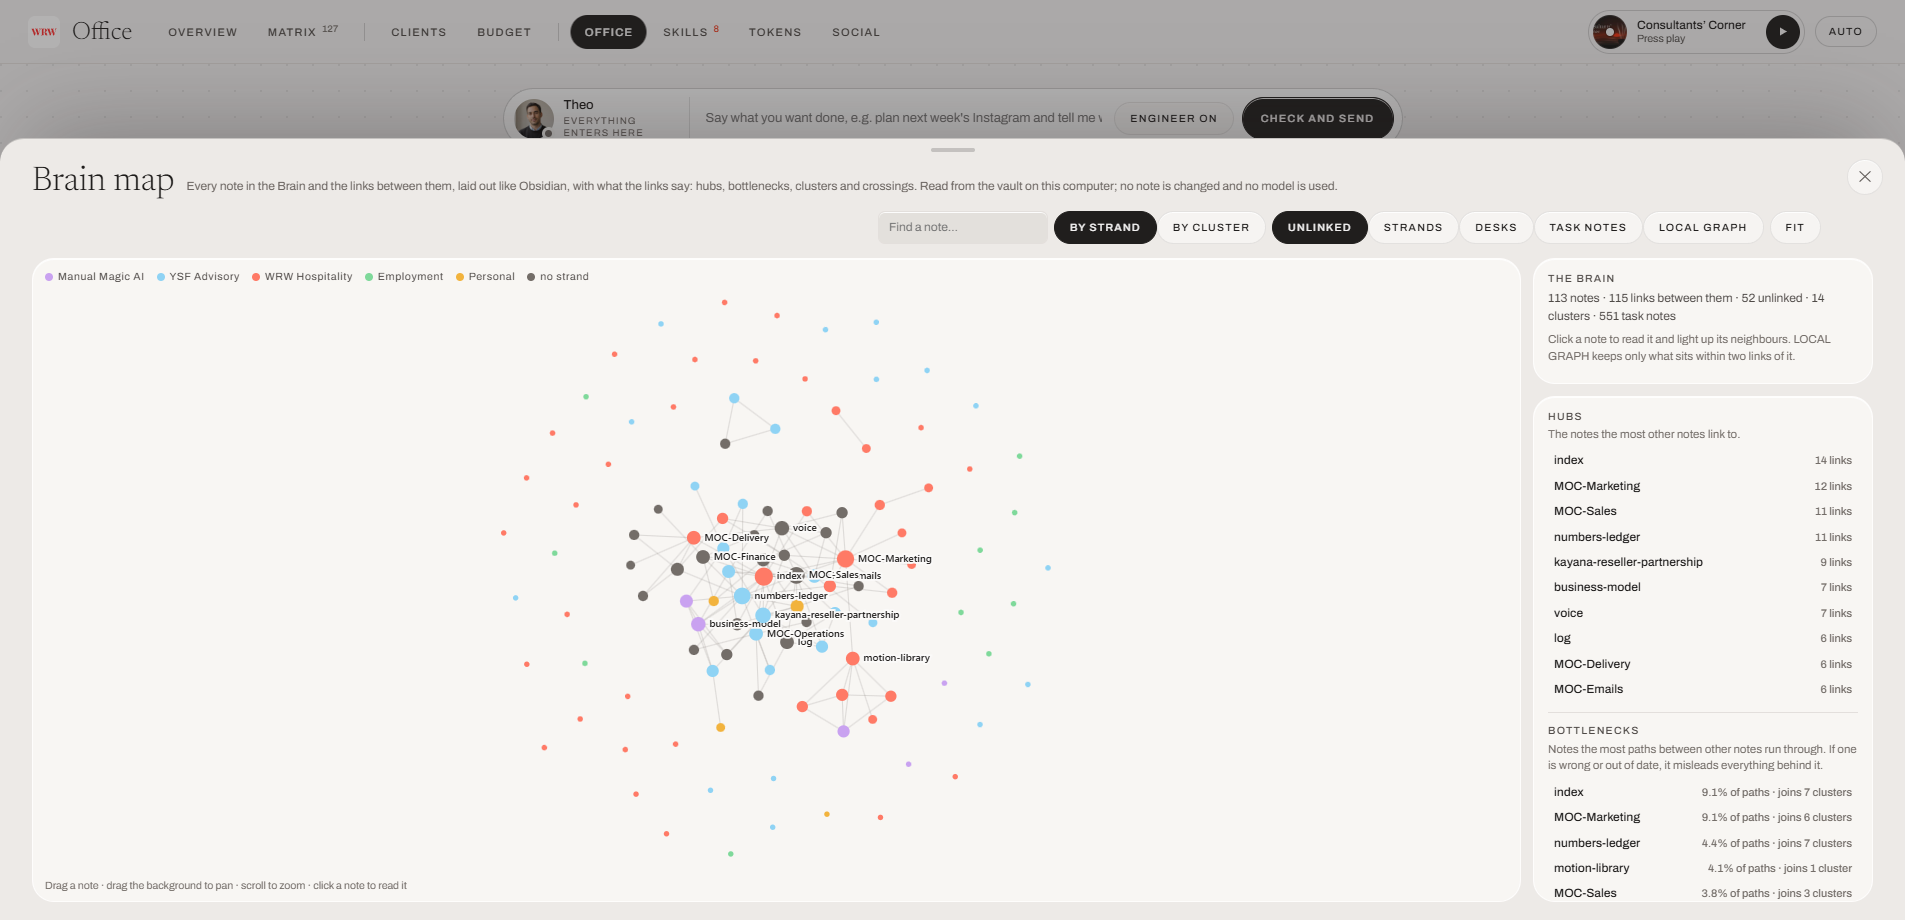 WRW Office OVERVIEW MATRIX 127 CLIENTS BUDGET OFFICE SKILLS 8 TOKENS SOCIAL
Consultants' Corner
Press play
AUTO
Theo
EVERYTHING
ENTERS HERE
Say what you want done, e.g. plan next week's Instagram and tell me
ENGINEER ON
CHECK AND SEND
Brain map
Every note in the Brain and the links between them, laid out like Obsidian, with what the links say: hubs, bottlenecks, clusters and crossings. Read from the vault on this computer; no note is changed and no model is used.
Find a note... BY STRAND BY CLUSTER UNLINKED STRANDS DESKS TASK NOTES LOCAL GRAPH FIT
Manual Magic AI YSF Advisory WRW Hospitality Employment Personal no strand
voice
MOC-Delivery
MOC-Finance
MOC-Marketing
index
MOC-Sales
numbers-ledger
kayana-reseller-partnership
business-model
MOC-Operations
log
motion-library
Drag a note · drag the background to pan · scroll to zoom · click a note to read it
THE BRAIN
113 notes · 115 links between them · 52 unlinked · 14
clusters · 551 task notes
Click a note to read it and light up its neighbours. LOCAL
GRAPH keeps only what sits within two links of it.
HUBS
The notes the most other notes link to.
index 14 links
MOC-Marketing 12 links
MOC-Sales 11 links
numbers-ledger 11 links
kayana-reseller-partnership 9 links
business-model 7 links
voice 7 links
log 6 links
MOC-Delivery 6 links
MOC-Emails 6 links
BOTTLENECKS
Notes the most paths between other notes run through. If one
is wrong or out of date, it misleads everything behind it.
index 9.1% of paths · joins 7 clusters
MOC-Marketing 9.1% of paths · joins 6 clusters
numbers-ledger 4.4% of paths · joins 7 clusters
motion-library 4.1% of paths · joins 1 cluster
MOC-Sales 3.8% of paths · joins 3 clusters